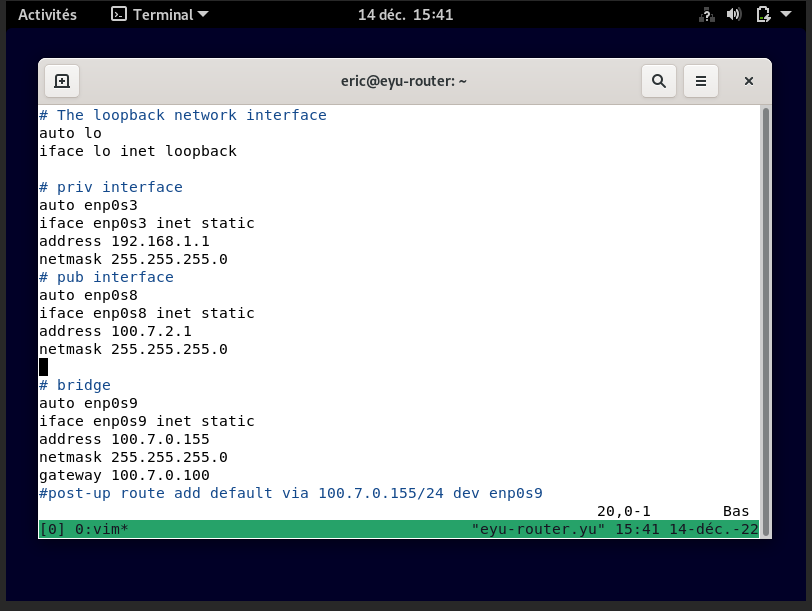 Activités Terminal 14 déc. 15:41
eric@eyu-router: ~
# The loopback network interface
auto lo
iface lo inet loopback
# priv interface
auto enp0s3
iface enp0s3 inet static
address 192.168.1.1
netmask 255.255.255.0
# pub interface
auto enp0s8
iface enp0s8 inet static
address 100.7.2.1
netmask 255.255.255.0
# bridge
auto enp0s9
iface enp0s9 inet static
address 100.7.0.155
netmask 255.255.255.0
gateway 100.7.0.100
#post-up route add default via 100.7.0.155/24 dev enp0s9
20,0-1 Bas
[0] 0:vim* "eyu-router.yu" 15:41 14-déc.-22